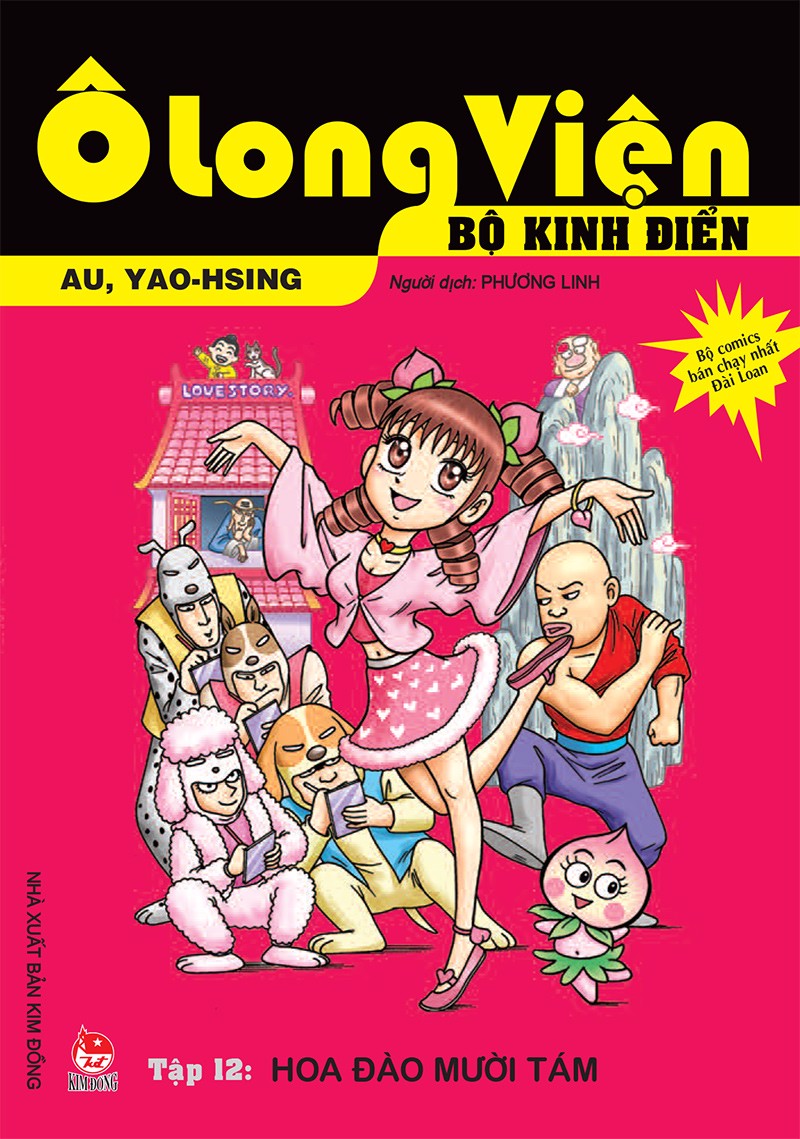 Ô Long Viện
BỘ KINH ĐIỂN
AU, YAO-HSING
Người dịch: PHƯƠNG LINH
Bộ comics
bán chạy nhất
Đài Loan
LOVE STORY.
NHÀ XUẤT BẢN KIM ĐỒNG
KIM ĐỒNG
Tập 12: HOA ĐÀO MƯỜI TÁM